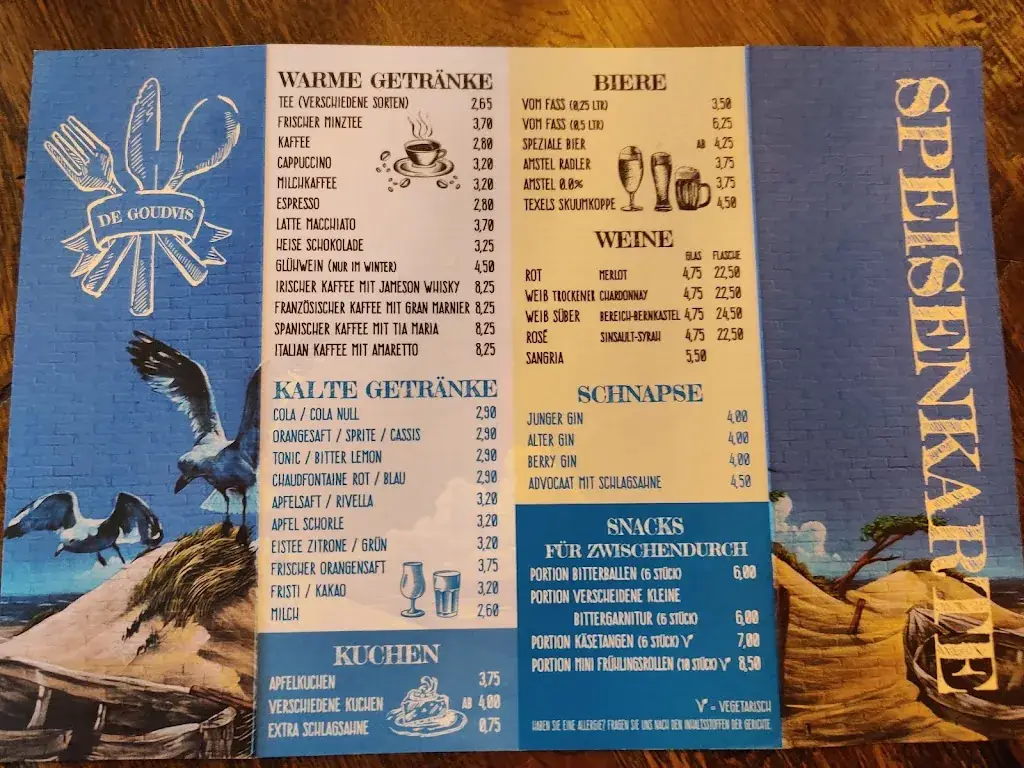 DE GOUDVIS
WARME GETRÄNKE
TEE (VERSCHIEDENE SORTEN) 2,65
FRISCHER MINZTEE 3,70
KAFFEE 2,80
CAPPUCCINO 3,20
MILCHKAFFEE 3,20
ESPRESSO 2,80
LATTE MACCHIATO 3,70
HEISE SCHOKOLADE 3,25
GLÜHWEIN (NUR IM WINTER) 4,50
IRISCHER KAFFEE MIT JAMESON WHISKY 8,25
FRANZÖSISCHER KAFFEE MIT GRAN MARNIER 8,25
SPANISCHER KAFFEE MIT TIA MARIA 8,25
ITALIAN KAFFEE MIT AMARETTO 8,25
KALTE GETRÄNKE
COLA / COLA NULL 2,90
ORANGESAFT / SPRITE / CASSIS 2,90
TONIC / BITTER LEMON 2,90
CHAUDFONTAINE ROT / BLAU 2,90
APFELSAFT / RIVELLA 3,20
APFEL SCHORLE 3,20
EISTEE ZITRONE / GRÜN 3,20
FRISCHER ORANGENSAFT 3,75
FRISTI / KAKAO 3,20
MILCH 2,60
KUCHEN
APFELKUCHEN 3,75
VERSCHIEDENE KUCHEN AB 4,00
EXTRA SCHLAGSAHNE 0,75
BIERE
VOM FASS (0,25 LTR) 3,50
VOM FASS (0,5 LTR) 6,25
SPEZIALE BIER AB 4,25
AMSTEL RADLER 3,75
AMSTEL 0.0% 3,75
TEXELS SKUUMKOPPE 4,50
WEINE
GLAS FLASCHE
ROT MERLOT 4,75 22,50
WEIß TROCKENER CHARDONNAY 4,75 22,50
WEIß SÜßER BEREICH-BERNKASTEL 4,75 24,50
ROSÉ SINSAULT-SYRAH 4,75 22,50
SANGRIA 5,50
SCHNAPSE
JUNGER GIN 4,00
ALTER GIN 4,00
BERRY GIN 4,00
ADVOCAAT MIT SCHLAGSAHNE 4,50
SNACKS
FÜR ZWISCHENDURCH
PORTION BITTERBALLEN (6 STÜCK) 6,00
PORTION VERSCHEIDENE KLEINE
BITTERGARNITUR (6 STÜCK) 6,00
PORTION KÄSETANGEN (6 STÜCK) V 7,00
PORTION MINI FRÜHLINGSROLLEN (10 STÜCK) V 8,50
V = VEGETARISCH
HABEN SIE EINE ALLERGIE? FRAGEN SIE UNS NACH DEN INHALTSSTOFFEN DER GERICHTE.
SPEISENKARTE